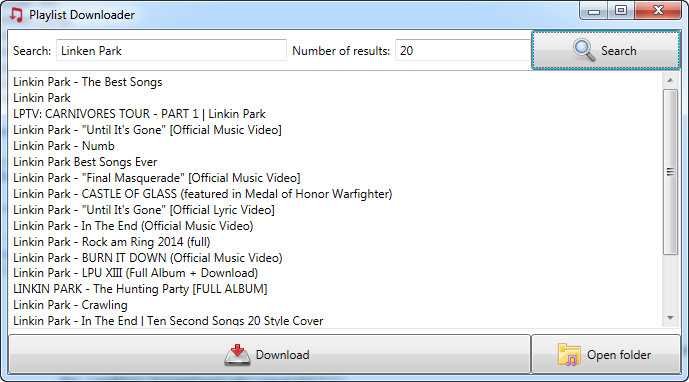 Playlist Downloader
Search: Linken Park Number of results: 20 Search
Linkin Park - The Best Songs
Linkin Park
LPTV: CARNIVORES TOUR - PART 1 | Linkin Park
Linkin Park - "Until It's Gone" [Official Music Video]
Linkin Park - Numb
Linkin Park Best Songs Ever
Linkin Park - "Final Masquerade" [Official Music Video]
Linkin Park - CASTLE OF GLASS (featured in Medal of Honor Warfighter)
Linkin Park - "Until It's Gone" [Official Lyric Video]
Linkin Park - In The End (Official Music Video)
Linkin Park - Rock am Ring 2014 (full)
Linkin Park - BURN IT DOWN (Official Music Video)
Linkin Park - LPU XIII (Full Album + Download)
LINKIN PARK - The Hunting Party [FULL ALBUM]
Linkin Park - Crawling
Linkin Park - In The End | Ten Second Songs 20 Style Cover
Download Open folder